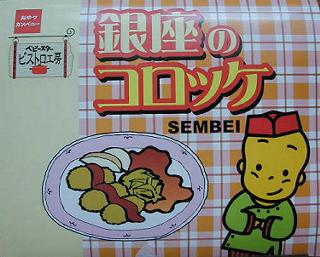 おやつ
カンパニー
ベビースター
ビストロ工房
銀座の
コロッケ
SEMBEI